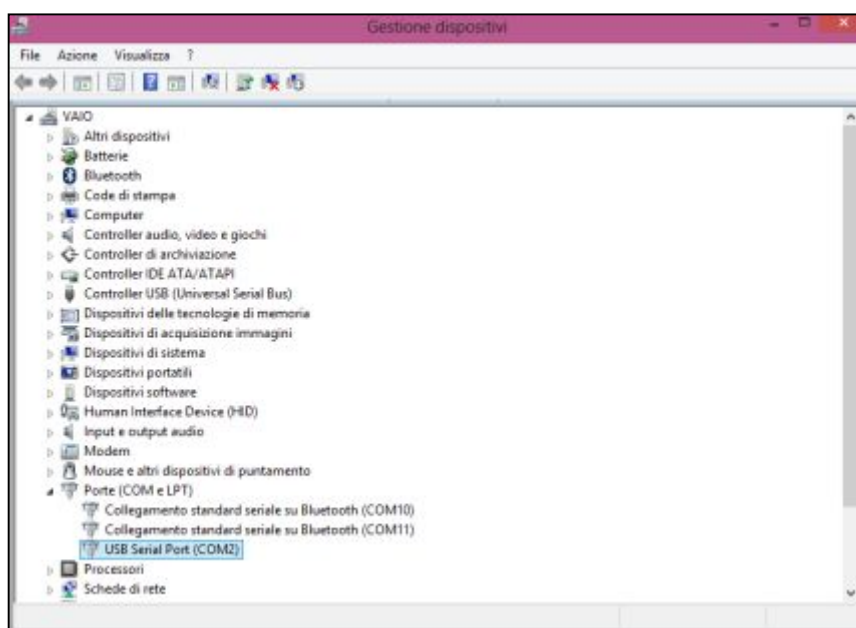 Gestione dispositivi
File Azione Visualizza ?
VAIO
Altri dispositivi
Batterie
Bluetooth
Code di stampa
Computer
Controller audio, video e giochi
Controller di archiviazione
Controller IDE ATA/ATAPI
Controller USB (Universal Serial Bus)
Dispositivi delle tecnologie di memoria
Dispositivi di acquisizione immagini
Dispositivi di sistema
Dispositivi portatili
Dispositivi software
Human Interface Device (HID)
Input e output audio
Modem
Mouse e altri dispositivi di puntamento
Porte (COM e LPT)
Collegamento standard seriale su Bluetooth (COM10)
Collegamento standard seriale su Bluetooth (COM11)
USB Serial Port (COM2)
Processori
Schede di rete